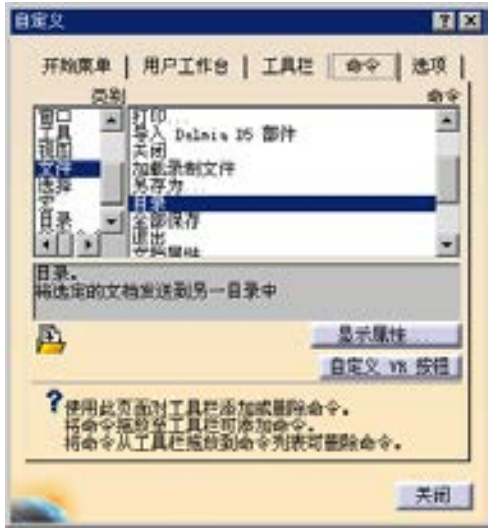 自定义
开始菜单 用户工作台 工具栏 命令 选项
类别 命令
窗口
工具
视图
文件
选择
宏
目录
打印...
导入 Delmia D5 部件
关闭
加载录制文件
另存为...
目录
全部保存
退出
文档属性
目录。
将选定的文档发送到另一目录中
显示属性...
自定义 VR 按钮
使用此页面对工具栏添加或删除命令。
将命令拖放至工具栏可添加命令。
将命令从工具栏拖放到命令列表可删除命令。
关闭